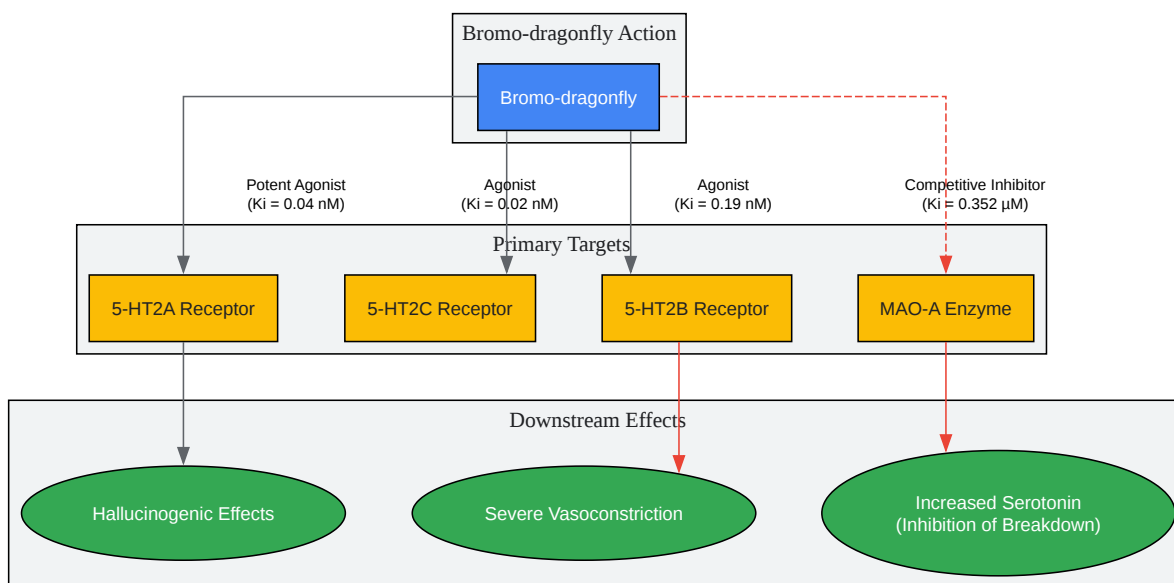 Bromo-dragonfly Action
Bromo-dragonfly
Potent Agonist
(Ki = 0.04 nM)
Agonist
(Ki = 0.02 nM)
Agonist
(Ki = 0.19 nM)
Competitive Inhibitor
(Ki = 0.352 µM)
Primary Targets
5-HT2A Receptor
5-HT2C Receptor
5-HT2B Receptor
MAO-A Enzyme
Downstream Effects
Hallucinogenic Effects
Severe Vasoconstriction
Increased Serotonin
(Inhibition of Breakdown)